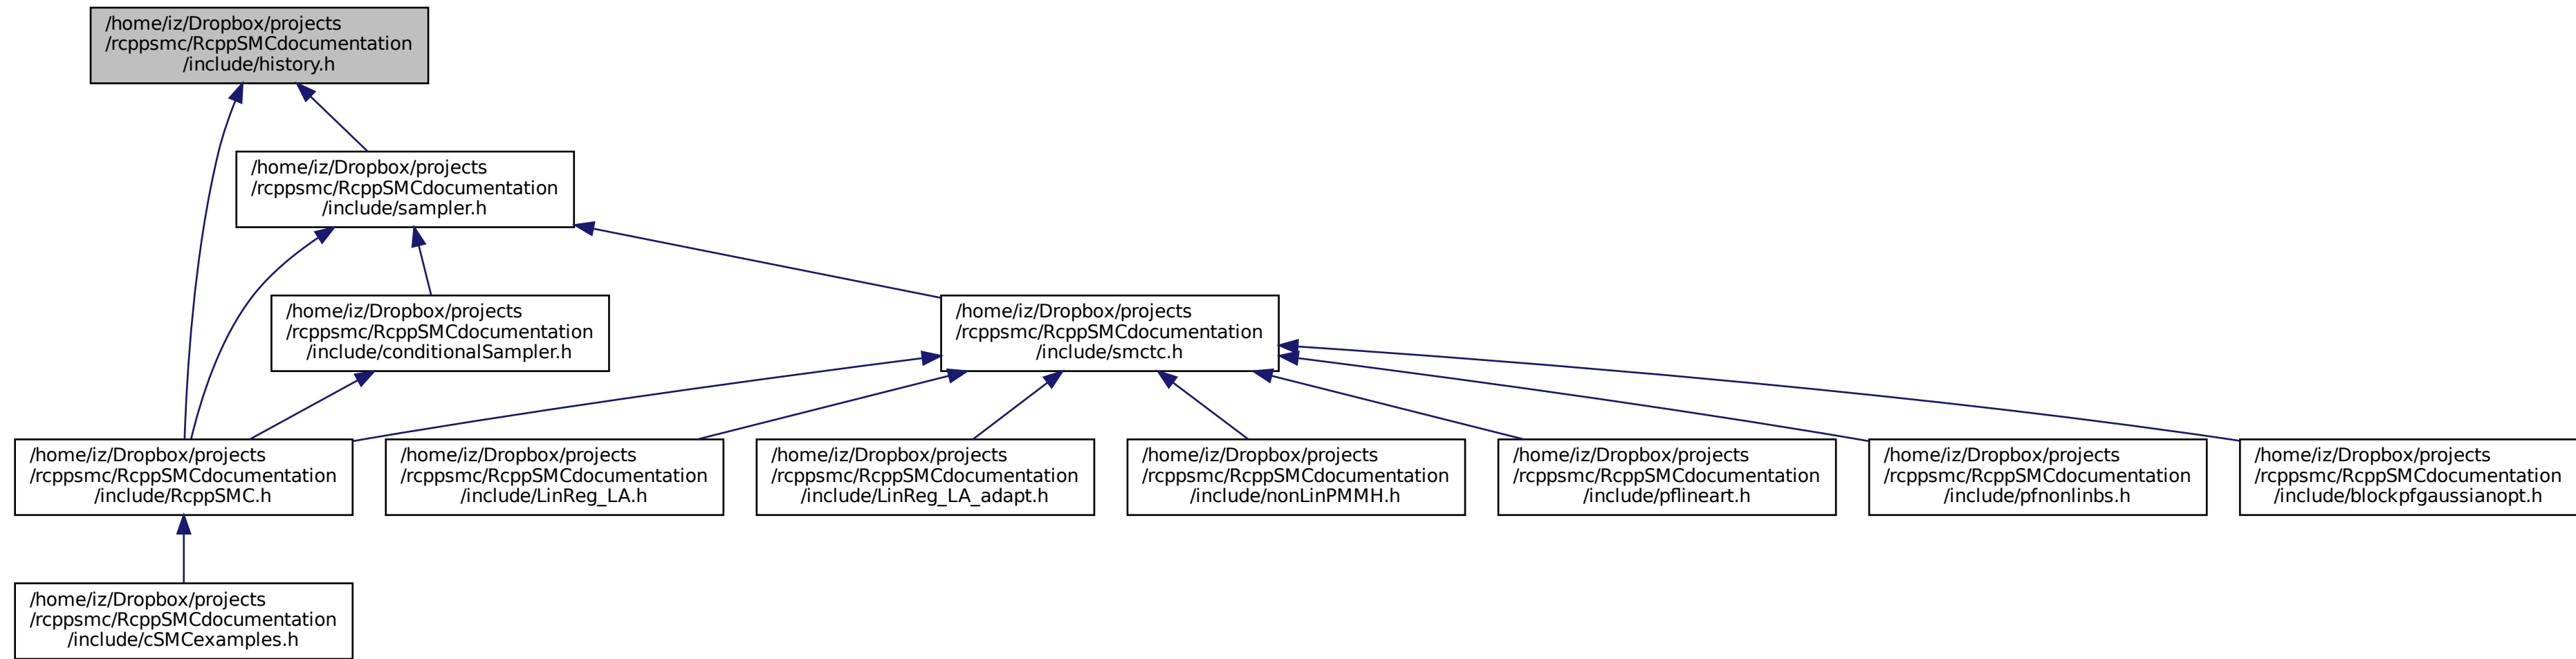 /home/iz/Dropbox/projects
/rcppsmc/RcppSMCdocumentation
/include/history.h
/home/iz/Dropbox/projects
/rcppsmc/RcppSMCdocumentation
/include/sampler.h
/home/iz/Dropbox/projects
/rcppsmc/RcppSMCdocumentation
/include/conditionalSampler.h
/home/iz/Dropbox/projects
/rcppsmc/RcppSMCdocumentation
/include/smctc.h
/home/iz/Dropbox/projects
/rcppsmc/RcppSMCdocumentation
/include/RcppSMC.h
/home/iz/Dropbox/projects
/rcppsmc/RcppSMCdocumentation
/include/LinReg_LA.h
/home/iz/Dropbox/projects
/rcppsmc/RcppSMCdocumentation
/include/LinReg_LA_adapt.h
/home/iz/Dropbox/projects
/rcppsmc/RcppSMCdocumentation
/include/nonLinPMMH.h
/home/iz/Dropbox/projects
/rcppsmc/RcppSMCdocumentation
/include/pflineart.h
/home/iz/Dropbox/projects
/rcppsmc/RcppSMCdocumentation
/include/pfnonlinbs.h
/home/iz/Dropbox/projects
/rcppsmc/RcppSMCdocumentation
/include/blockpfgaussianopt.h
/home/iz/Dropbox/projects
/rcppsmc/RcppSMCdocumentation
/include/cSMCexamples.h